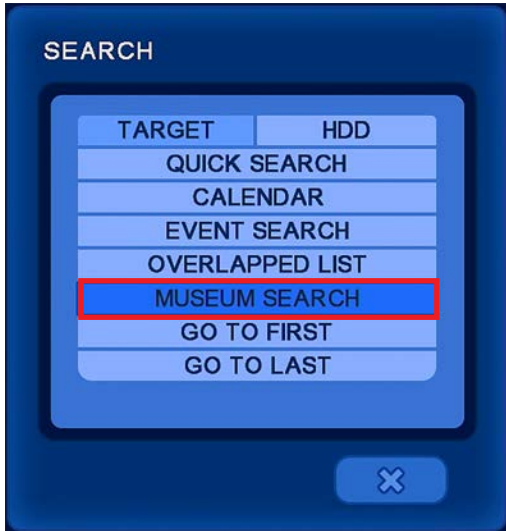 SEARCH
TARGET HDD
QUICK SEARCH
CALENDAR
EVENT SEARCH
OVERLAPPED LIST
MUSEUM SEARCH
GO TO FIRST
GO TO LAST